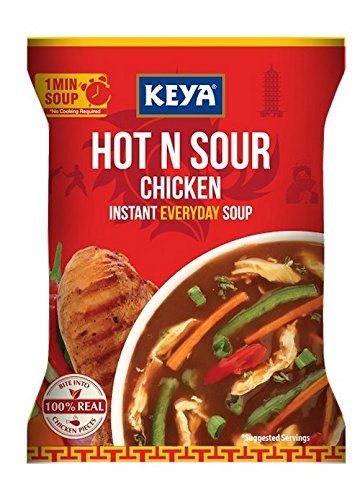 1 MIN
SOUP
*No Cooking Required
KEYA®
HOT N SOUR
CHICKEN
INSTANT EVERYDAY SOUP
BITE INTO
100% REAL
CHICKEN PIECES
*Suggested Servings